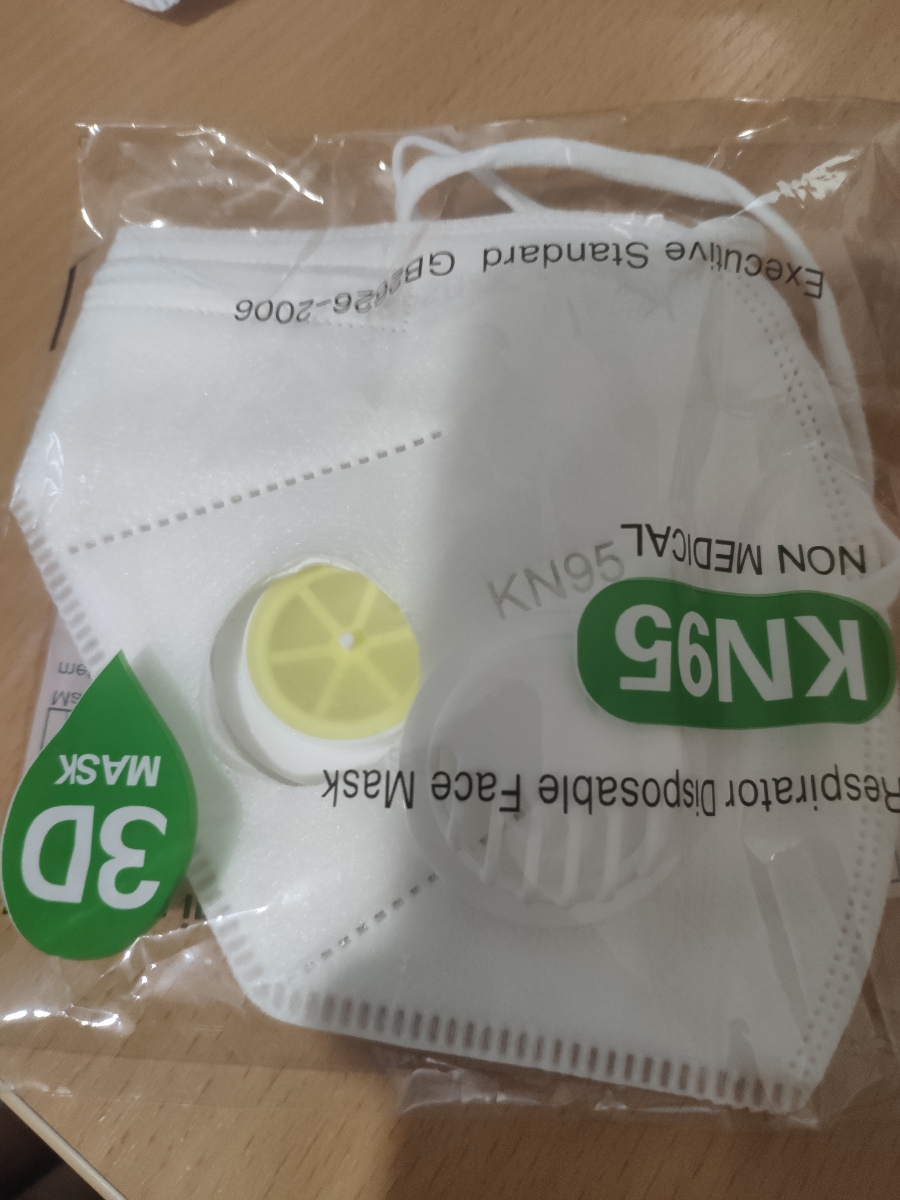 Respirator Disposable Face Mask
KN95
NON MEDICAL
KN95
3D
MASK
Executive Standard GB2626-2006